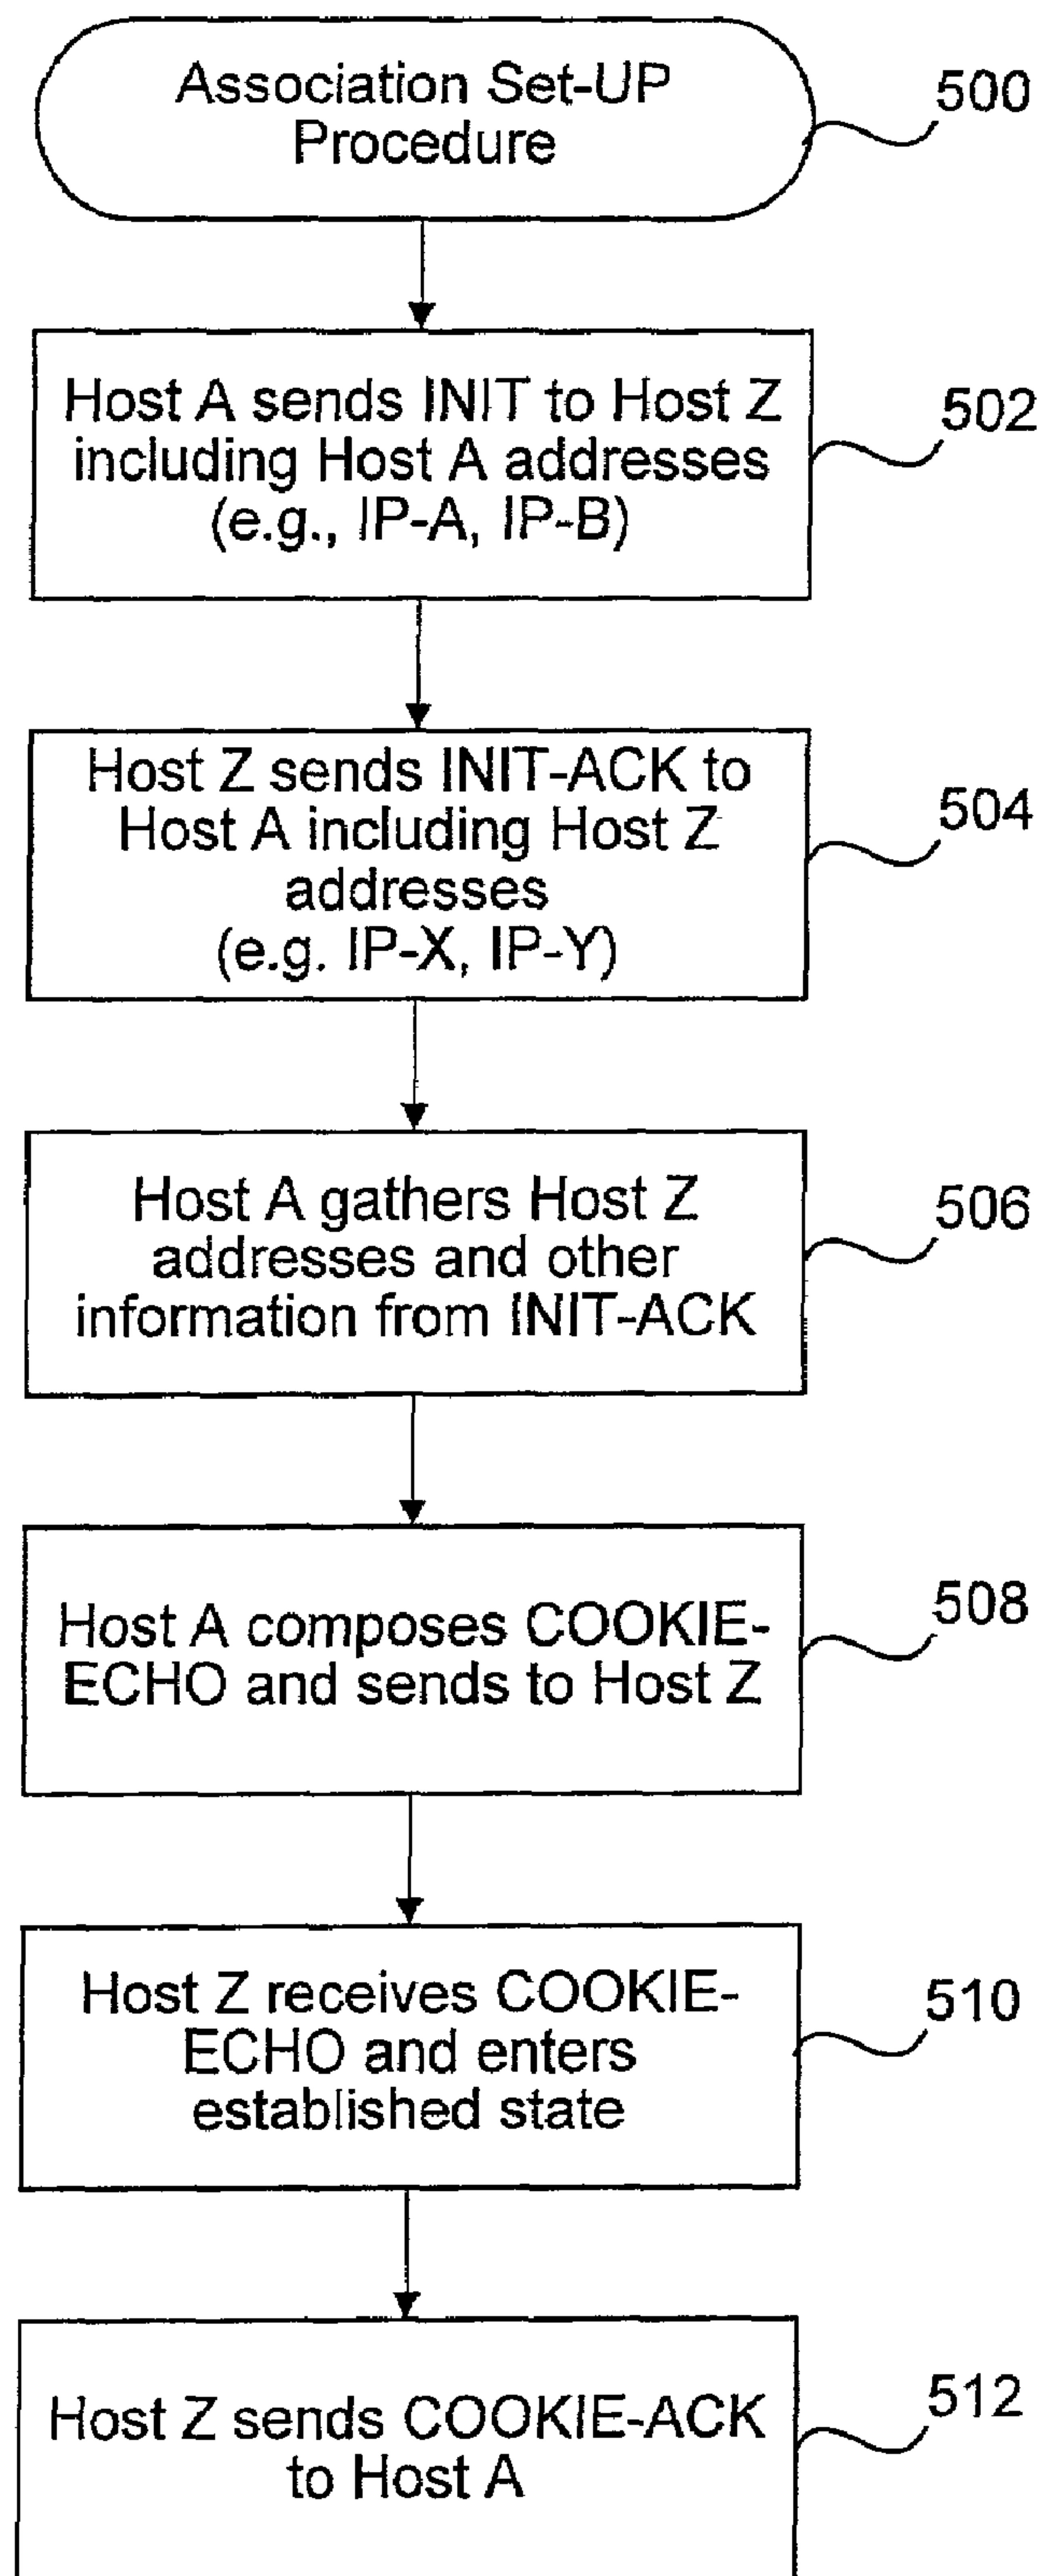 Association Set-UP
Procedure
500
Host A sends INIT to Host Z
including Host A addresses
(e.g., IP-A, IP-B)
502
Host Z sends INIT-ACK to
Host A including Host Z
addresses
(e.g. IP-X, IP-Y)
504
Host A gathers Host Z
addresses and other
information from INIT-ACK
506
Host A composes COOKIE-
ECHO and sends to Host Z
508
Host Z receives COOKIE-
ECHO and enters
established state
510
Host Z sends COOKIE-ACK
to Host A
512